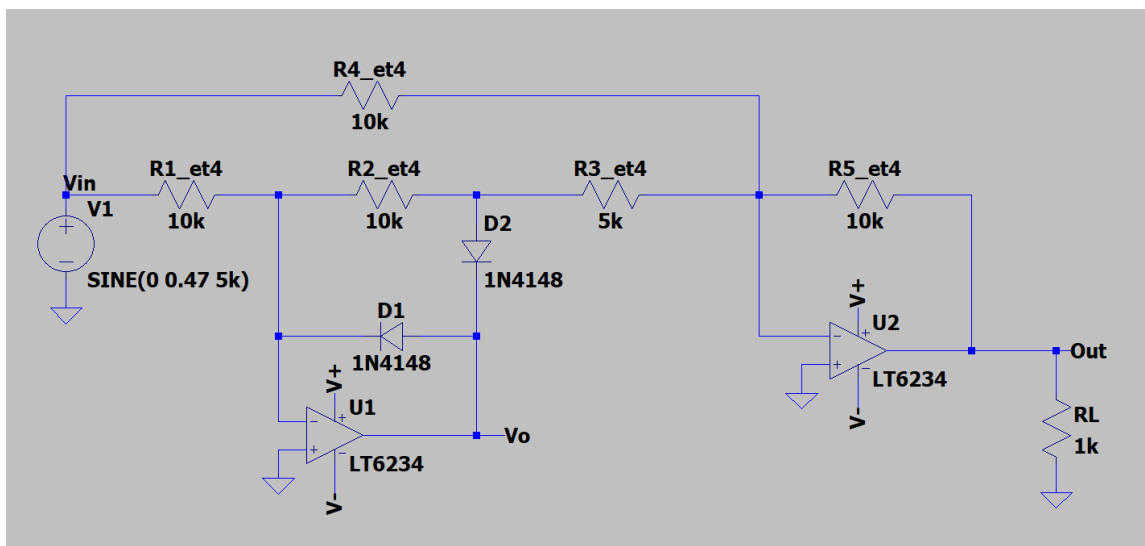 R4_et4
10k
Vin
R1_et4
R2_et4
R3_et4
R5_et4
V1
10k
10k
5k
10k
D2
SINE(0 0.47 5k)
1N4148
D1
1N4148
V+
U2
Out
LT6234
V+
U1
V-
RL
1k
Vo
LT6234
V-